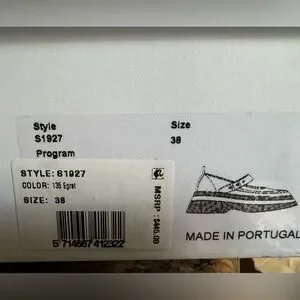 Style
Size
S1927
38
Program
STYLE: S1927
COLOR: 135 Egret
SIZE: 38
MSRP : $445.00
5 714667 412322
MADE IN PORTUGAL